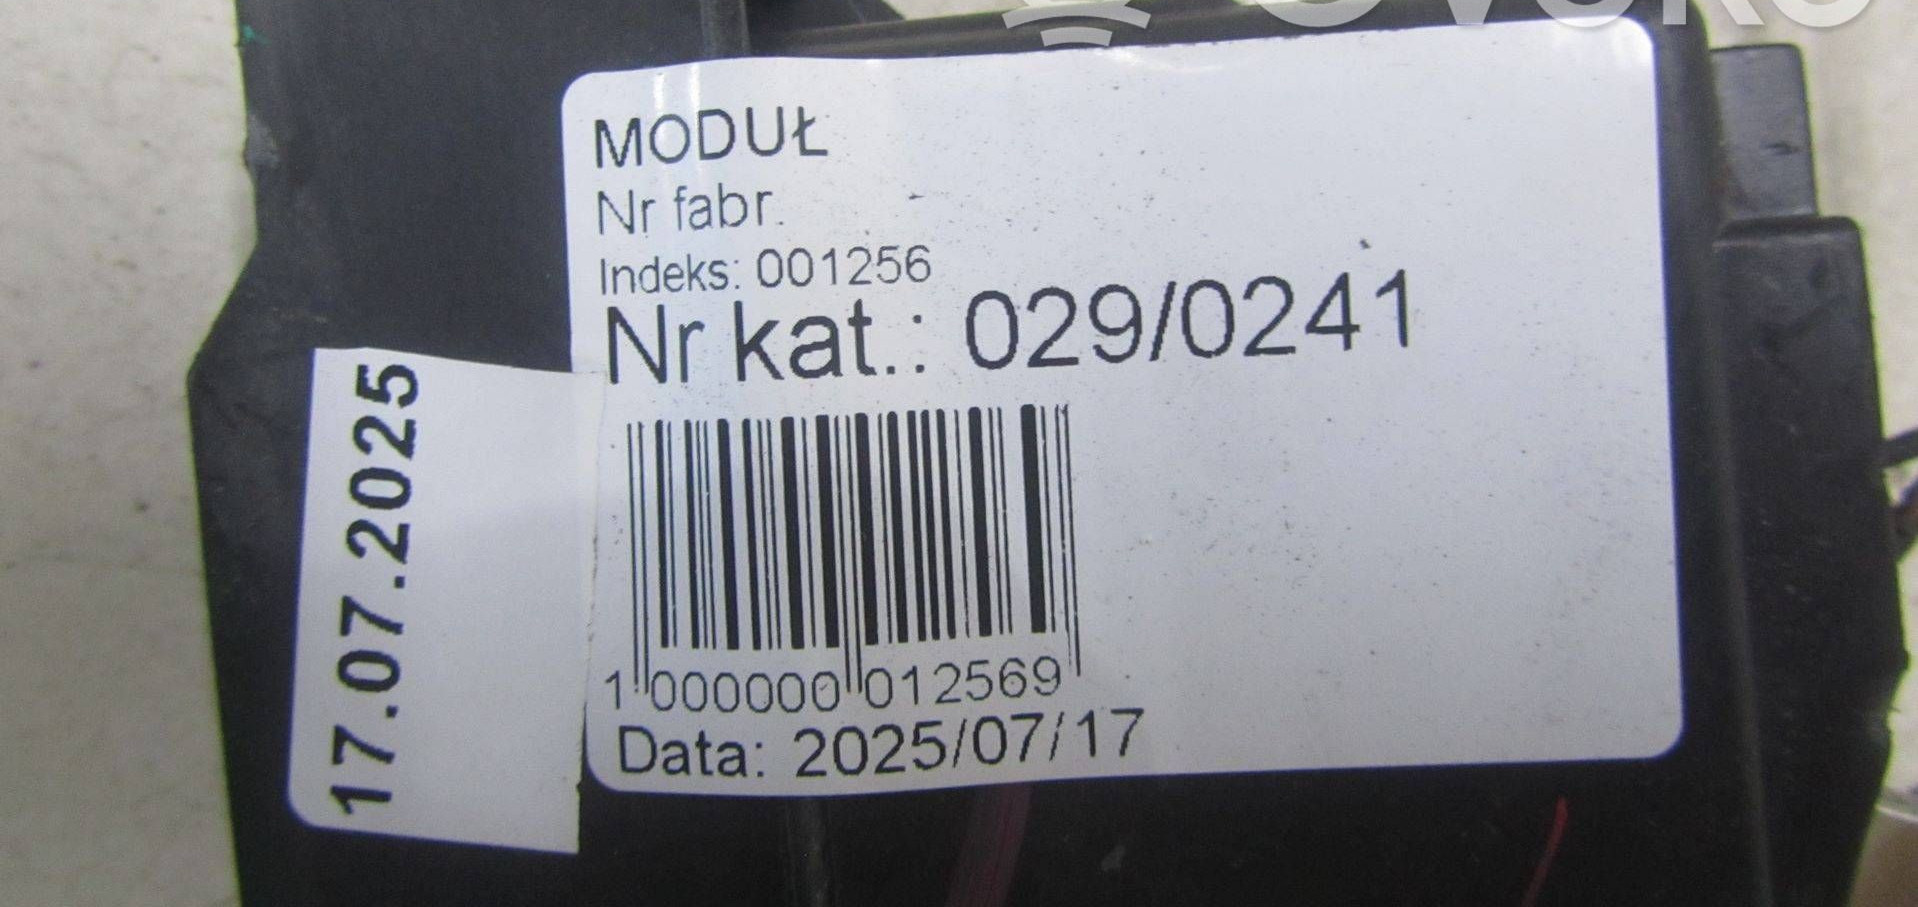 MODUŁ
Nr fabr.
Indeks: 001256
Nr kat.: 029/0241
1 000000 012569
Data: 2025/07/17
17.07.2025